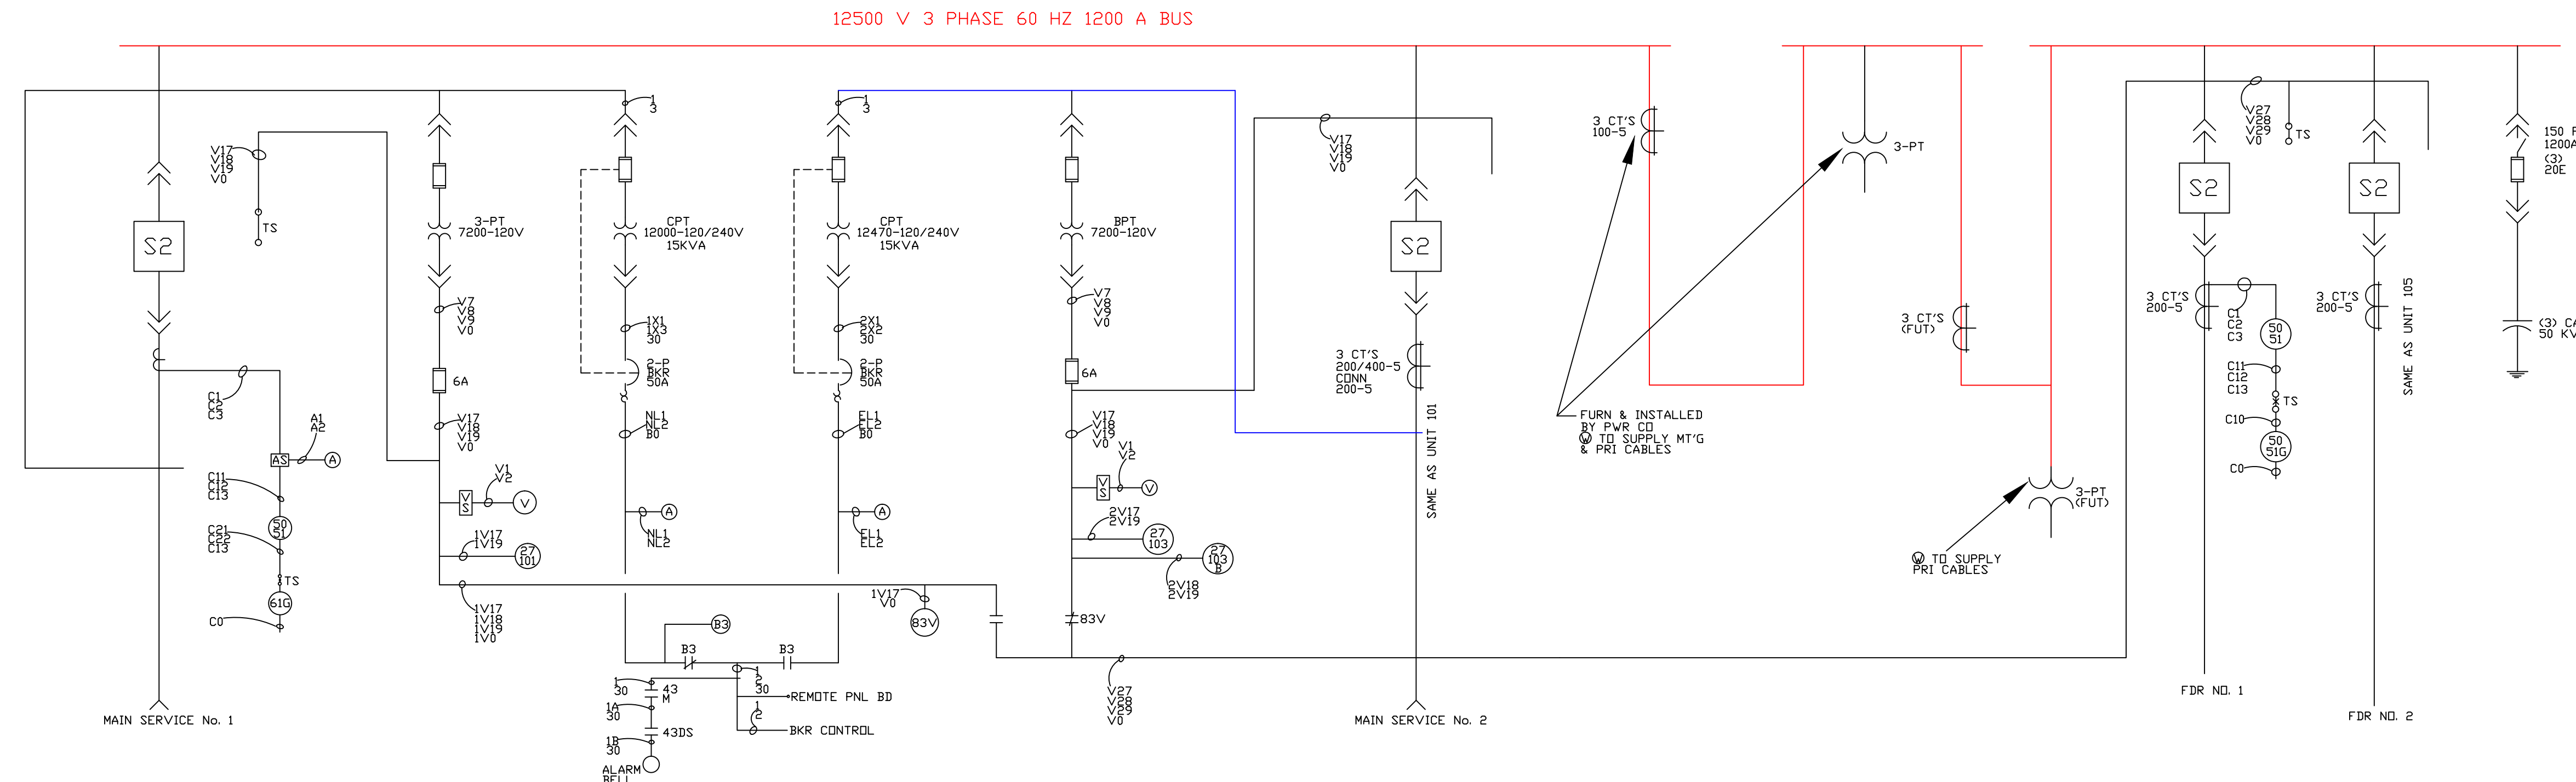 12500 V 3 PHASE 60 HZ 1200 A BUS
V17
V18
V19
V0
TS
S2
C1
C2
C3
A1
A2
AS
A
C11
C12
C13
50
51
C21
C22
C13
TS
61G
C0
MAIN SERVICE No. 1
3-PT
7200-120V
V7
V8
V9
V0
6A
V17
V18
V19
V0
V1
V2
V
S
V
1V17
1V19
27
101
1V17
1V18
1V19
1V0
1
3
CPT
12000-120/240V
15KVA
1X1
1X3
30
2-P
BKR
50A
NL1
NL2
B0
A
NL1
NL2
1
3
CPT
12470-120/240V
15KVA
2X1
2X2
30
2-P
BKR
50A
EL1
EL2
B0
A
EL1
EL2
B3
B3
B3
1
30
43
M
1A
30
43DS
1B
30
ALARM
BELL
1
2
30
REMOTE PNL BD
1
2
BKR CONTROL
1V17
V0
83V
BPT
7200-120V
V7
V8
V9
V0
6A
V17
V18
V19
V0
V1
V2
V
S
V
2V17
2V19
27
103
27
103
B
2V18
2V19
83V
V27
V28
V29
V0
V17
V18
V19
V0
S2
3 CT'S
200/400-5
CONN
200-5
SAME AS UNIT 101
MAIN SERVICE No. 2
3 CT'S
100-5
3-PT
FURN & INSTALLED
BY PWR CO
W TO SUPPLY MT'G
& PRI CABLES
3 CT'S
(FUT)
3-PT
(FUT)
W TO SUPPLY
PRI CABLES
V27
V28
V29
V0
TS
S2
3 CT'S
200-5
C1
C2
C3
50
51
C11
C12
C13
TS
C10
50
51G
C0
FDR NO. 1
S2
3 CT'S
200-5
SAME AS UNIT 105
FDR NO. 2
150
1200A
(3)
20E
(3)
50